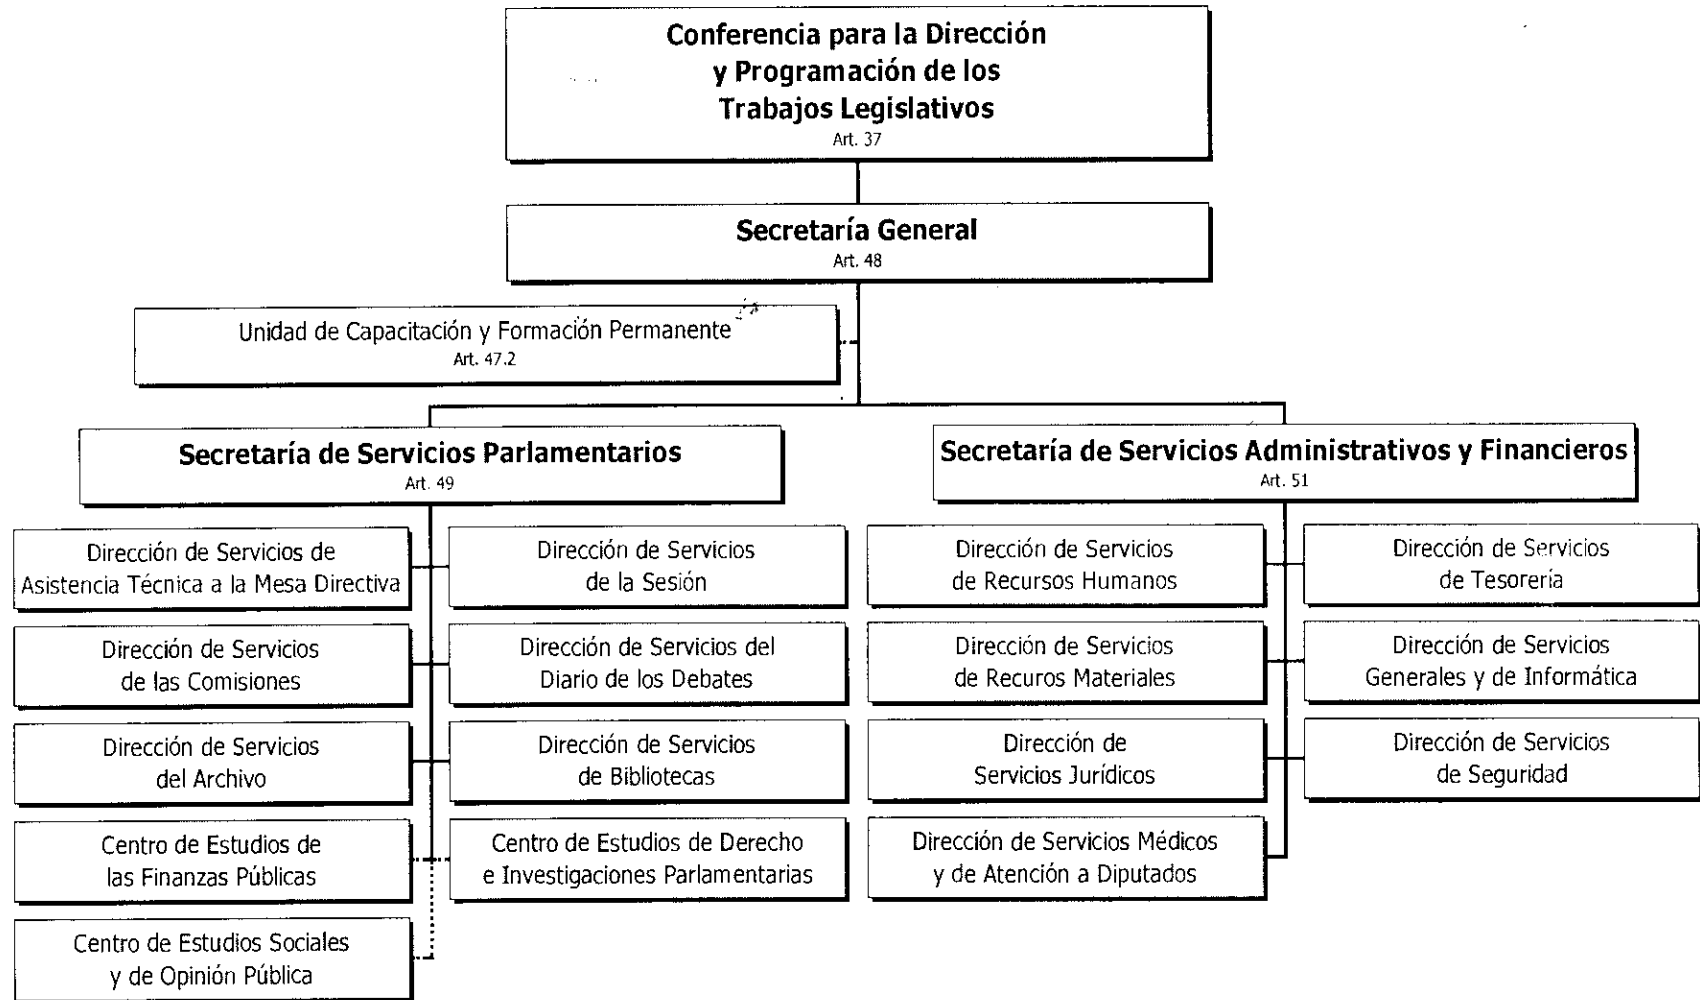 Conferencia para la Dirección
y Programación de los
Trabajos Legislativos
Art. 37
Secretaría General
Art. 48
Unidad de Capacitación y Formación Permanente
Art. 47.2
Secretaría de Servicios Parlamentarios
Art. 49
Dirección de Servicios de
Asistencia Técnica a la Mesa Directiva
Dirección de Servicios
de la Sesión
Dirección de Servicios
de las Comisiones
Dirección de Servicios del
Diario de los Debates
Dirección de Servicios
del Archivo
Dirección de Servicios
de Bibliotecas
Centro de Estudios de
las Finanzas Públicas
Centro de Estudios de Derecho
e Investigaciones Parlamentarias
Centro de Estudios Sociales
y de Opinión Pública
Secretaría de Servicios Administrativos y Financieros
Art. 51
Dirección de Servicios
de Recursos Humanos
Dirección de Servicios
de Tesorería
Dirección de Servicios
de Recuros Materiales
Dirección de Servicios
Generales y de Informática
Dirección de
Servicios Jurídicos
Dirección de Servicios
de Seguridad
Dirección de Servicios Médicos
y de Atención a Diputados